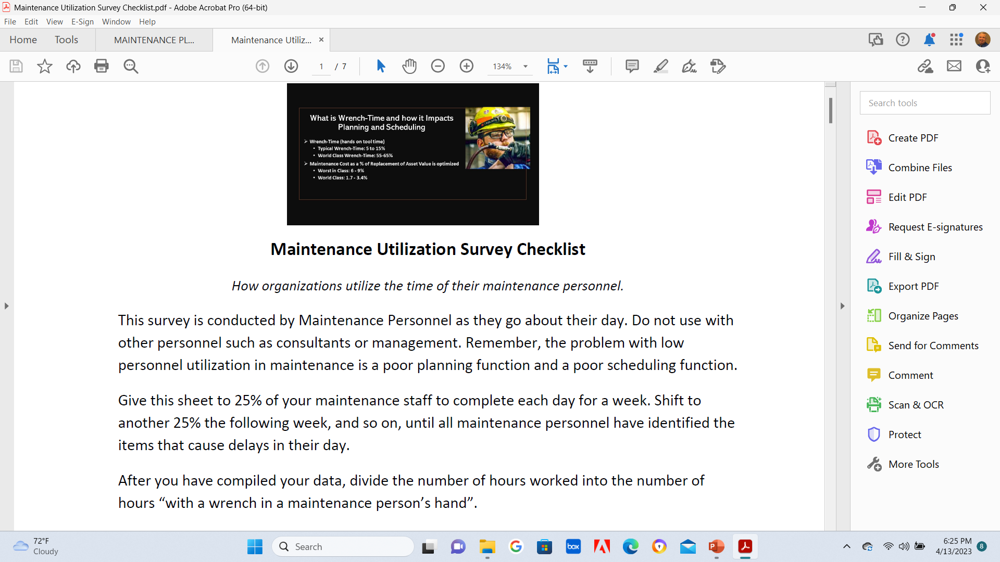 Maintenance Utilization Survey Checklist.pdf - Adobe Acrobat Pro (64-bit)
File Edit View E-Sign Window Help
Home Tools MAINTENANCE PL... Maintenance Utiliz... ×
1 / 7 134%
What is Wrench-Time and how it Impacts
Planning and Scheduling
➢ Wrench-Time (hands on tool time)
• Typical Wrench-Time: 5 to 15%
• World Class Wrench-Time: 55-65%
➢ Maintenance Cost as a % of Replacement of Asset Value is optimized
• Worst in Class: 6 - 9%
• World Class: 1.7 - 3.4%
Maintenance Utilization Survey Checklist
How organizations utilize the time of their maintenance personnel.
This survey is conducted by Maintenance Personnel as they go about their day. Do not use with
other personnel such as consultants or management. Remember, the problem with low
personnel utilization in maintenance is a poor planning function and a poor scheduling function.
Give this sheet to 25% of your maintenance staff to complete each day for a week. Shift to
another 25% the following week, and so on, until all maintenance personnel have identified the
items that cause delays in their day.
After you have compiled your data, divide the number of hours worked into the number of
hours “with a wrench in a maintenance person’s hand”.
Search tools
Create PDF
Combine Files
Edit PDF
Request E-signatures
Fill & Sign
Export PDF
Organize Pages
Send for Comments
Comment
Scan & OCR
Protect
More Tools
72°F
Cloudy
Search
box
6:25 PM
4/13/2023
8